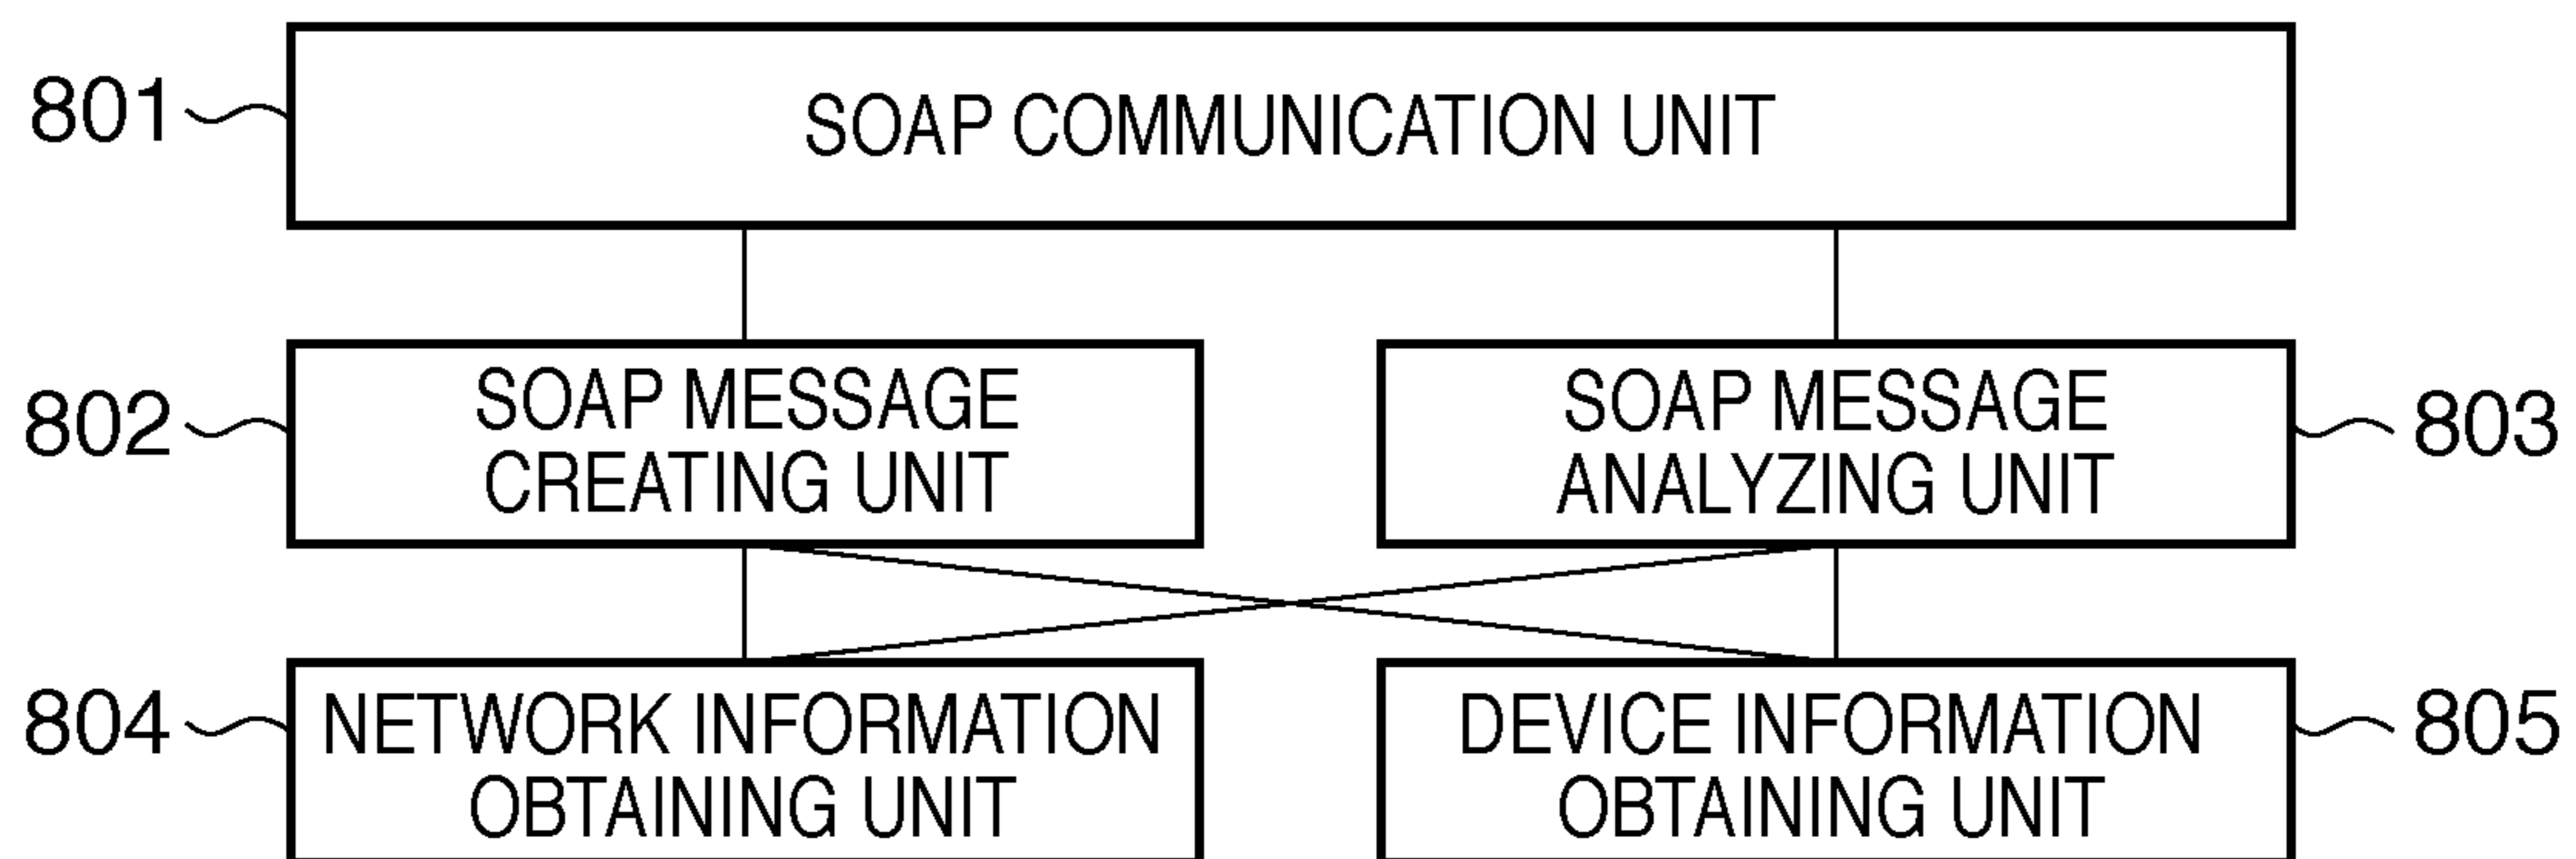 801
SOAP COMMUNICATION UNIT
802
SOAP MESSAGE
CREATING UNIT
SOAP MESSAGE
ANALYZING UNIT
803
804
NETWORK INFORMATION
OBTAINING UNIT
DEVICE INFORMATION
OBTAINING UNIT
805